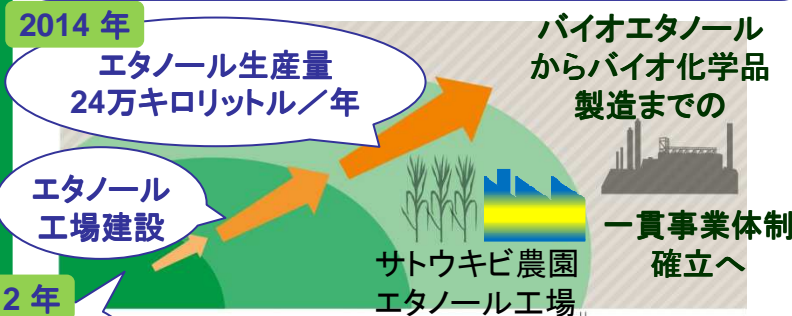 2014 年
エタノール生産量
24万キロリットル／年
バイオエタノール
からバイオ化学品
製造までの
一貫事業体制
確立へ
エタノール
工場建設
サトウキビ農園
エタノール工場
2 年